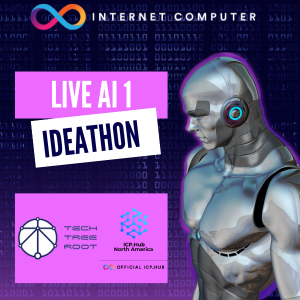 INTERNET COMPUTER
LIVE AI 1
IDEATHON
TECH
TREE
ROOT
ICP.Hub
North America
OFFICIAL ICP.HUB